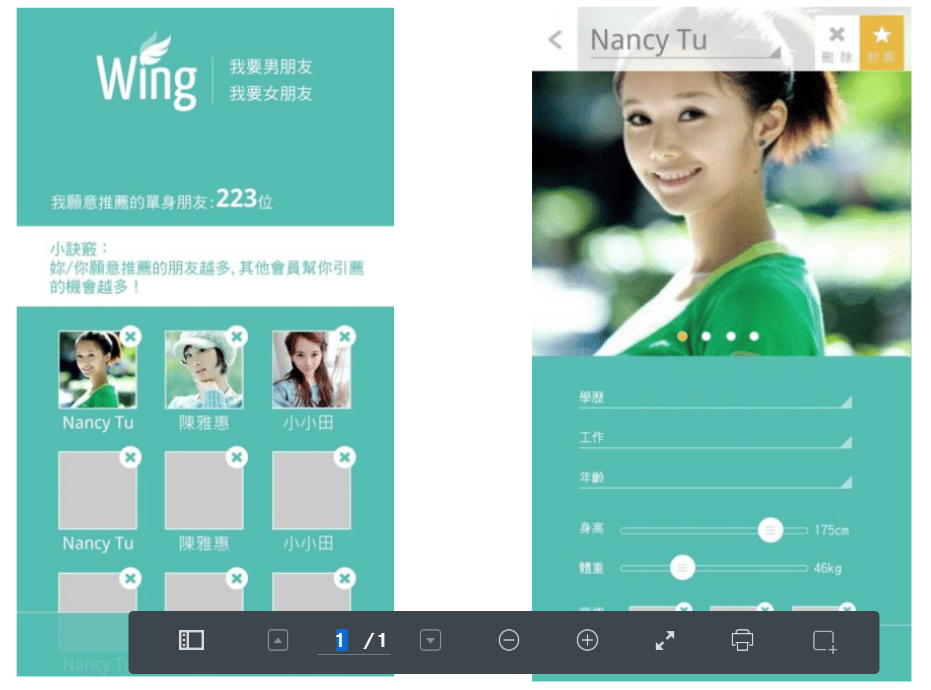 Wing
我要男朋友
我要女朋友
我願意推薦的單身朋友:223位
小訣竅：
妳/你願意推薦的朋友越多,其他會員幫你引薦
的機會越多！
Nancy Tu
陳雅惠
小小田
Nancy Tu
陳雅惠
小小田
Nancy Tu
Nancy Tu
刪除
封面
學歷
工作
年齡
身高
175cm
體重
46kg
1 /1